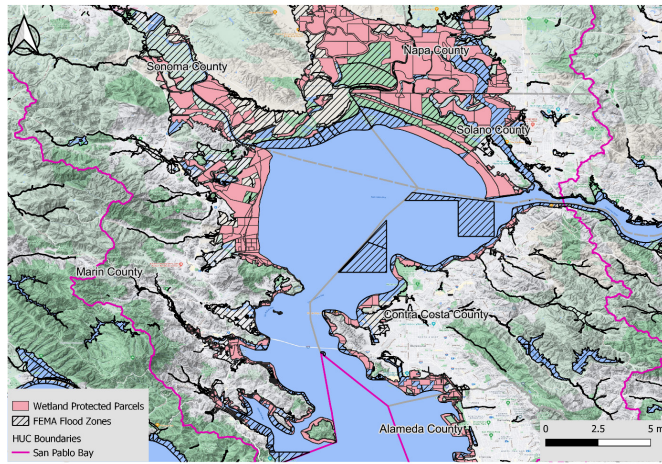 N
Napa County
Sonoma County
Solano County
Marin County
Contra Costa County
Alameda County
Wetland Protected Parcels
FEMA Flood Zones
HUC Boundaries
San Pablo Bay
0 2.5 5 m